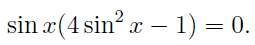 sin x(4 sin² x − 1) = 0.